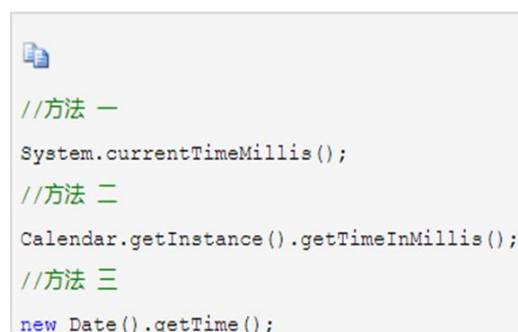 //方法 一
System.currentTimeMillis();
//方法 二
Calendar.getInstance().getTimeInMillis();
//方法 三
new Date().getTime();